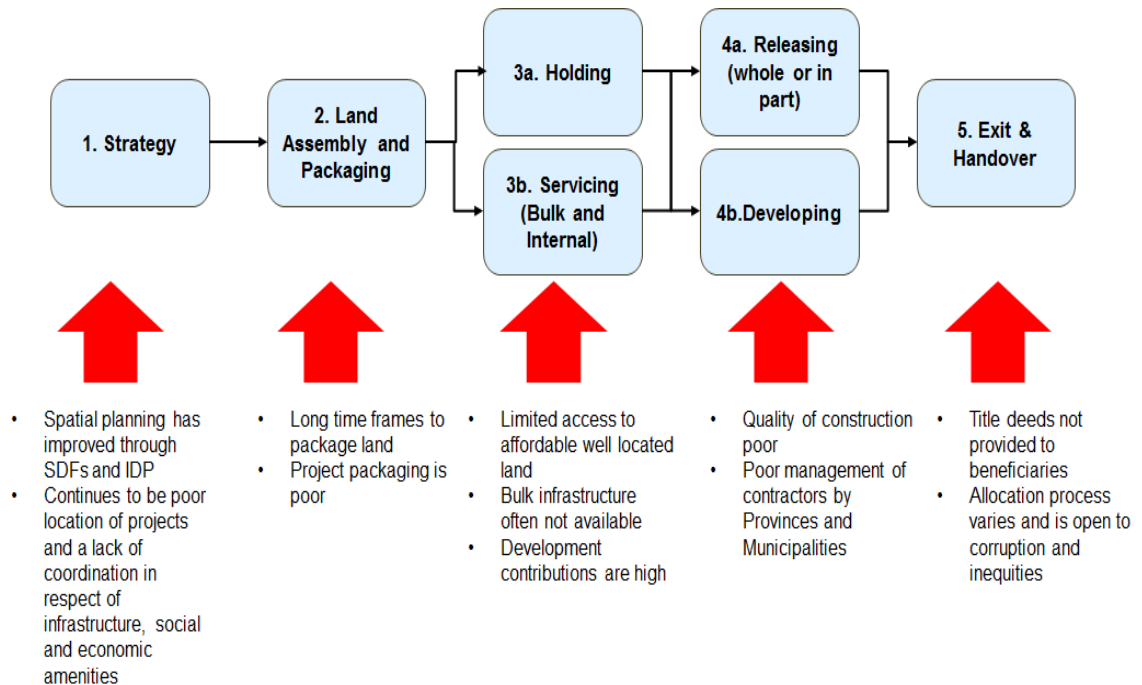 1. Strategy
2. Land
Assembly and
Packaging
3a. Holding
3b. Servicing
(Bulk and
Internal)
4a. Releasing
(whole or in
part)
4b.Developing
5. Exit &
Handover
• Spatial planning has
improved through
SDFs and IDP
• Continues to be poor
location of projects
and a lack of
coordination in
respect of
infrastructure, social
and economic
amenities
• Long time frames to
package land
• Project packaging is
poor
• Limited access to
affordable well located
land
• Bulk infrastructure
often not available
• Development
contributions are high
• Quality of construction
poor
• Poor management of
contractors by
Provinces and
Municipalities
• Title deeds not
provided to
beneficiaries
• Allocation process
varies and is open to
corruption and
inequities